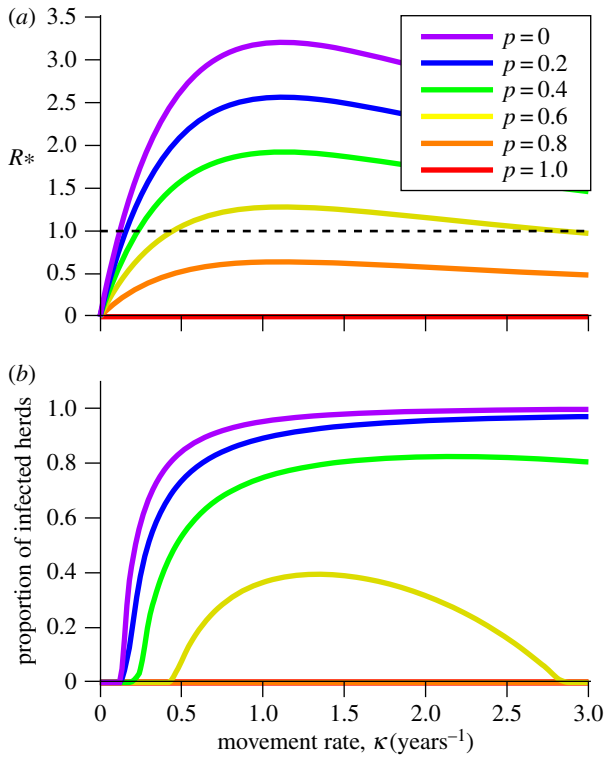 (a)
3.5
3.0
2.5
2.0
1.5
1.0
0.5
0
R*
p = 0
p = 0.2
p = 0.4
p = 0.6
p = 0.8
p = 1.0
(b)
1.0
0.8
0.6
0.4
0.2
0
proportion of infected herds
0 0.5 1.0 1.5 2.0 2.5 3.0
movement rate, κ (years⁻¹)